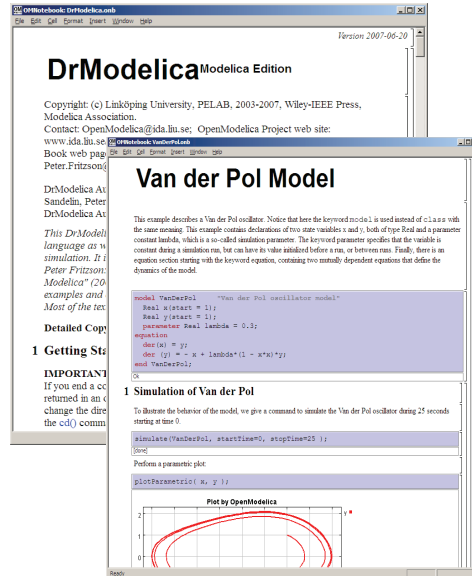 OMNotebook: DrModelica.onb
File Edit Cell Format Insert Window Help
Version 2007-06-20
DrModelica Modelica Edition
Copyright: (c) Linköping University, PELAB, 2003-2007, Wiley-IEEE Press,
Modelica Association.
Contact: OpenModelica@ida.liu.se; OpenModelica Project web site:
www.ida.liu.se
Book web pag
Peter.Fritzson@
DrModelica Au
Sandelin, Peter
DrModelica Au
This DrModeli
language as w
simulation. It i
Peter Fritzson:
Modelica" (20
examples and
Most of the tex
Detailed Copy
1 Getting Sta
IMPORTANT
If you end a co
returned in an o
change the dire
the cd() comm
OMNotebook: VanDerPol.onb
File Edit Cell Format Insert Window Help
Van der Pol Model
This example describes a Van der Pol oscillator. Notice that here the keyword model is used instead of class with
the same meaning. This example contains declarations of two state variables x and y, both of type Real and a parameter
constant lambda, which is a so-called simulation parameter. The keyword parameter specifies that the variable is
constant during a simulation run, but can have its value initialized before a run, or between runs. Finally, there is an
equation section starting with the keyword equation, containing two mutually dependent equations that define the
dynamics of the model.
model VanDerPol "Van der Pol oscillator model"
Real x(start = 1);
Real y(start = 1);
parameter Real lambda = 0.3;
equation
der(x) = y;
der (y) = - x + lambda*(1 - x*x)*y;
end VanDerPol;
Ok
1 Simulation of Van der Pol
To illustrate the behavior of the model, we give a command to simulate the Van der Pol oscillator during 25 seconds
starting at time 0.
simulate(VanDerPol, startTime=0, stopTime=25 );
[done]
Perform a parametric plot:
plotParametric( x, y );
Plot by OpenModelica
y
2
1
0
Ready